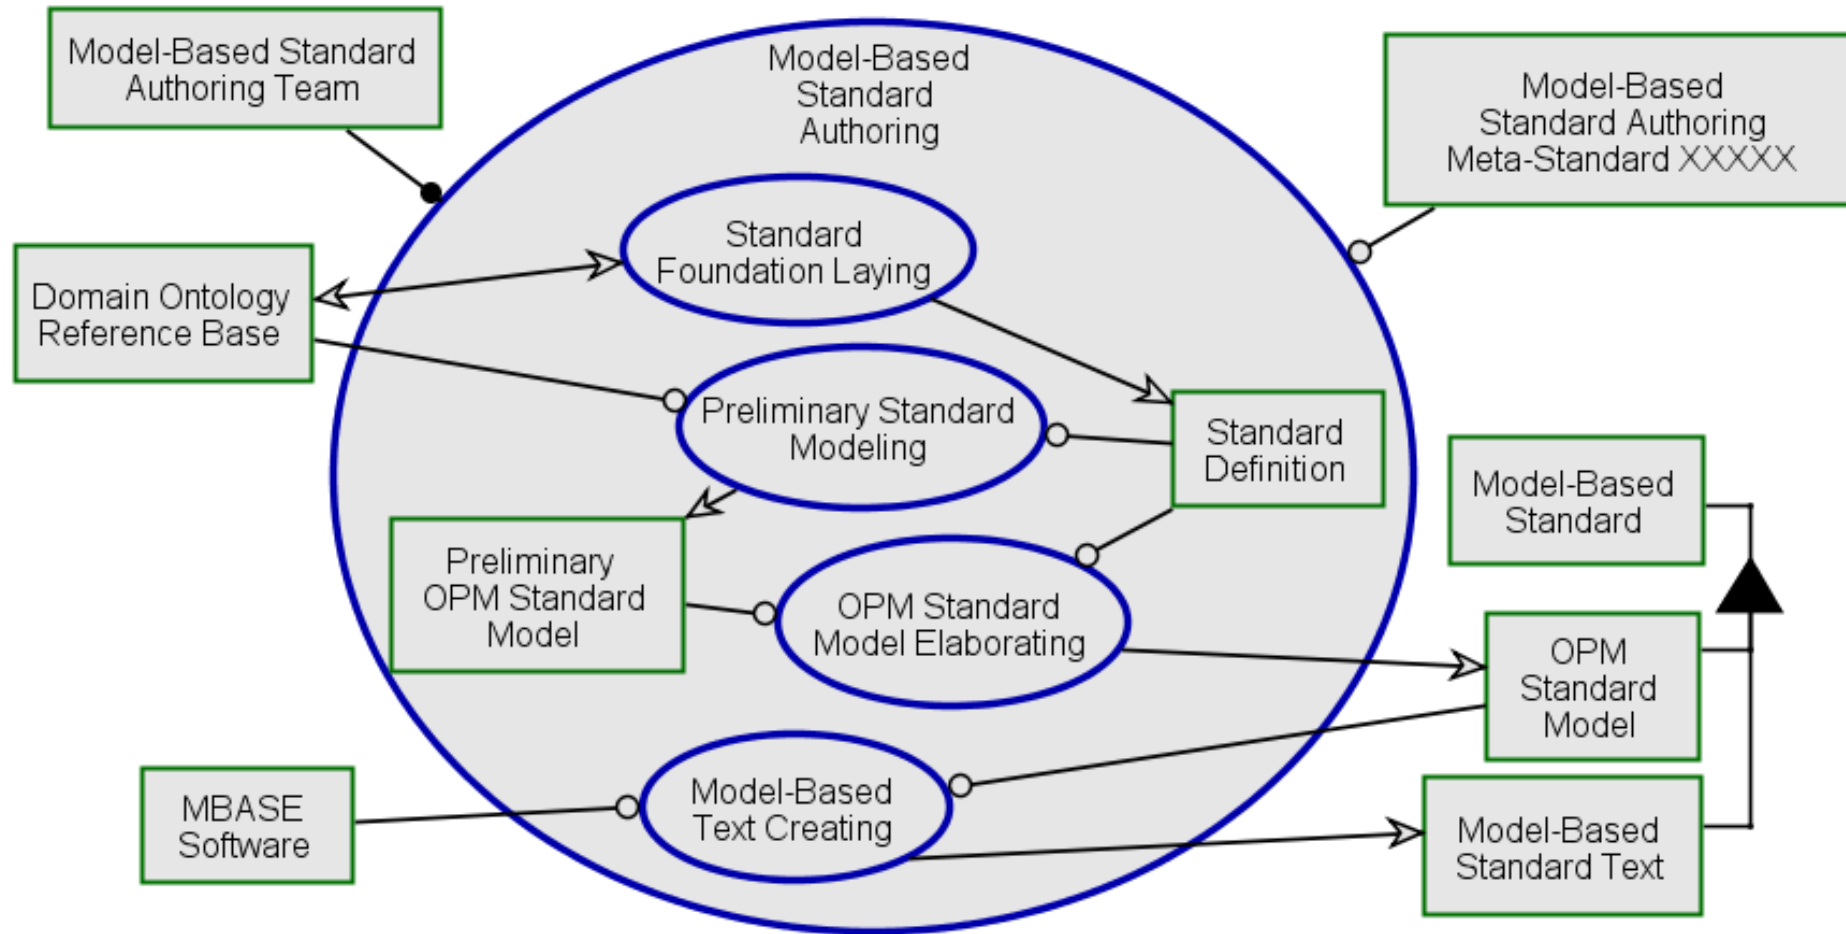 Model-Based Standard
Authoring Team
Model-Based
Standard
Authoring
Model-Based
Standard Authoring
Meta-Standard XXXXX
Standard
Foundation Laying
Domain Ontology
Reference Base
Preliminary Standard
Modeling
Standard
Definition
Model-Based
Standard
Preliminary
OPM Standard
Model
OPM Standard
Model Elaborating
OPM
Standard
Model
MBASE
Software
Model-Based
Text Creating
Model-Based
Standard Text